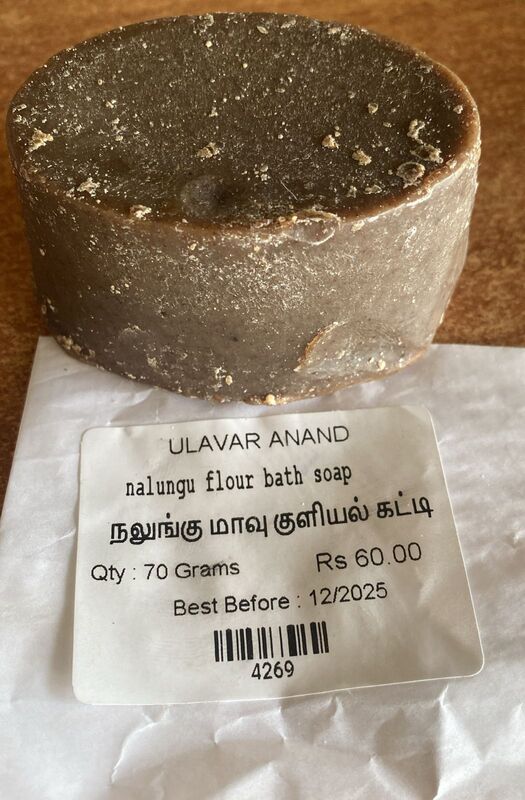 ULAVAR ANAND
nalungu flour bath soap
நலுங்கு மாவு குளியல் கட்டி
Qty : 70 Grams Rs 60.00
Best Before : 12/2025
4269